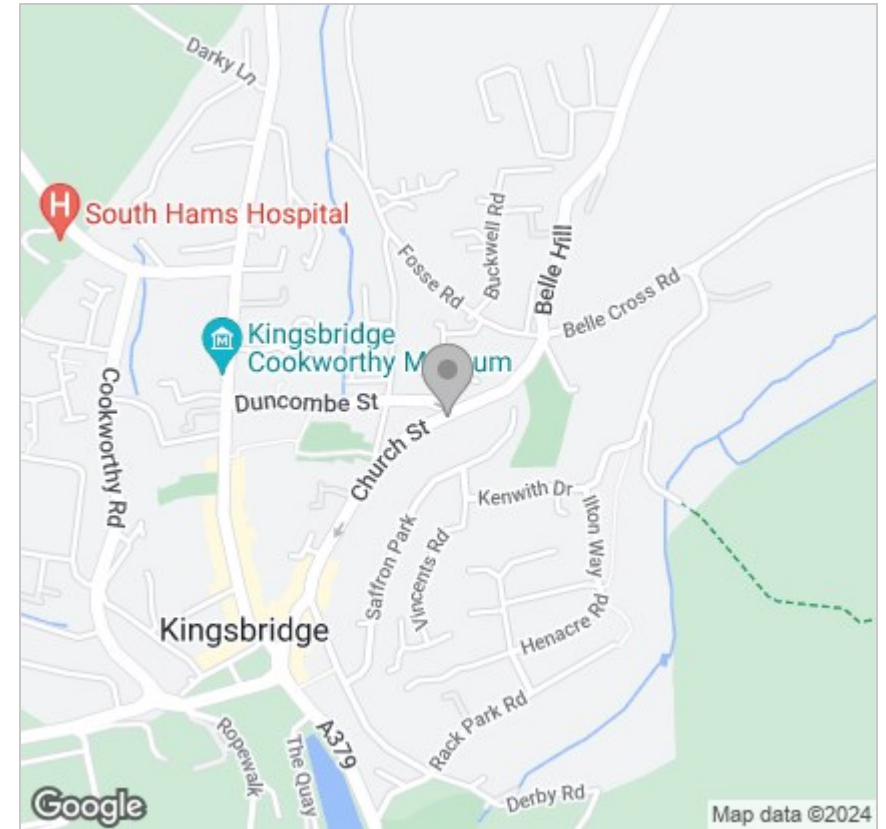 Darky Ln
South Hams Hospital
Buckwell Rd
Fosse Rd
Belle Hill
Belle Cross Rd
Kingsbridge
Cookworthy M um
Duncombe St
Church St
Cookworthy Rd
Kenwith Dr
Ilton Way
Saffron Park
Vincents Rd
Henacre Rd
Kingsbridge
Rack Park Rd
A379
Ropewalk
The Quay
Derby Rd
Google
Map data ©2024